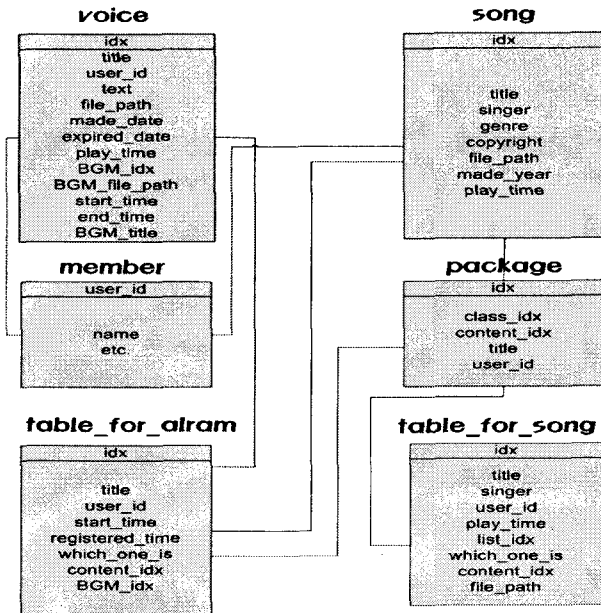 voice
idx
title
user_id
text
file_path
made_date
expired_date
play_time
BGM_idx
BGM_file_path
start_time
end_time
BGM_title
song
idx
title
singer
genre
copyright
file_path
made_year
play_time
member
user_id
name
etc
package
idx
class_idx
content_idx
title
user_id
table_for_alram
idx
title
user_id
start_time
registered_time
which_one_is
content_idx
BGM_idx
table_for_song
idx
title
singer
user_id
play_time
list_idx
which_one_is
content_idx
file_path